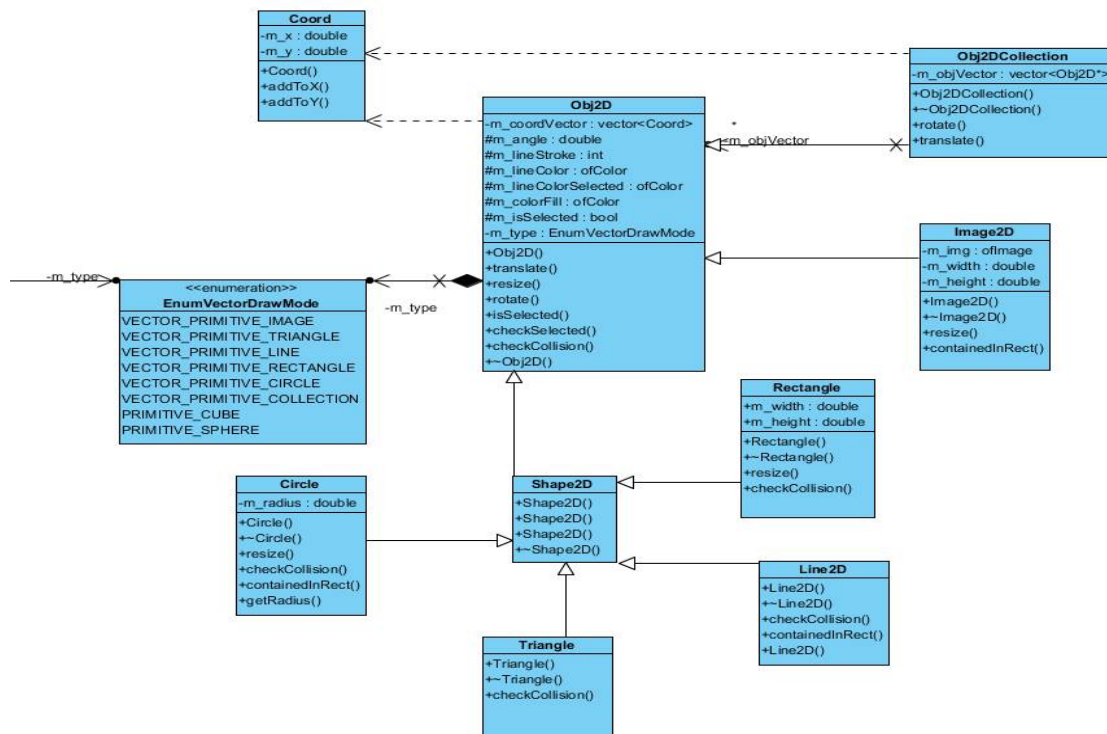 Coord
-m_x : double
-m_y : double
+Coord()
+addToX()
+addToY()
Obj2DCollection
-m_objVector : vector<Obj2D*>
+Obj2DCollection()
+~Obj2DCollection()
+rotate()
+translate()
Obj2D
-m_coordVector : vector<Coord>
#m_angle : double
#m_lineStroke : int
#m_lineColor : ofColor
#m_lineColorSelected : ofColor
#m_colorFill : ofColor
#m_isSelected : bool
-m_type : EnumVectorDrawMode
+Obj2D()
+translate()
+resize()
+rotate()
+isSelected()
+checkSelected()
+checkCollision()
+~Obj2D()
*
-m_objVector
Image2D
-m_img : ofImage
-m_width : double
-m_height : double
+Image2D()
+~Image2D()
+resize()
+containedInRect()
-m_type
-m_type
<<enumeration>>
EnumVectorDrawMode
VECTOR_PRIMITIVE_IMAGE
VECTOR_PRIMITIVE_TRIANGLE
VECTOR_PRIMITIVE_LINE
VECTOR_PRIMITIVE_RECTANGLE
VECTOR_PRIMITIVE_CIRCLE
VECTOR_PRIMITIVE_COLLECTION
PRIMITIVE_CUBE
PRIMITIVE_SPHERE
Rectangle
+m_width : double
+m_height : double
+Rectangle()
+~Rectangle()
+resize()
+checkCollision()
Circle
-m_radius : double
+Circle()
+~Circle()
+resize()
+checkCollision()
+containedInRect()
+getRadius()
Shape2D
+Shape2D()
+Shape2D()
+Shape2D()
+~Shape2D()
Line2D
+Line2D()
+~Line2D()
+checkCollision()
+containedInRect()
+Line2D()
Triangle
+Triangle()
+~Triangle()
+checkCollision()